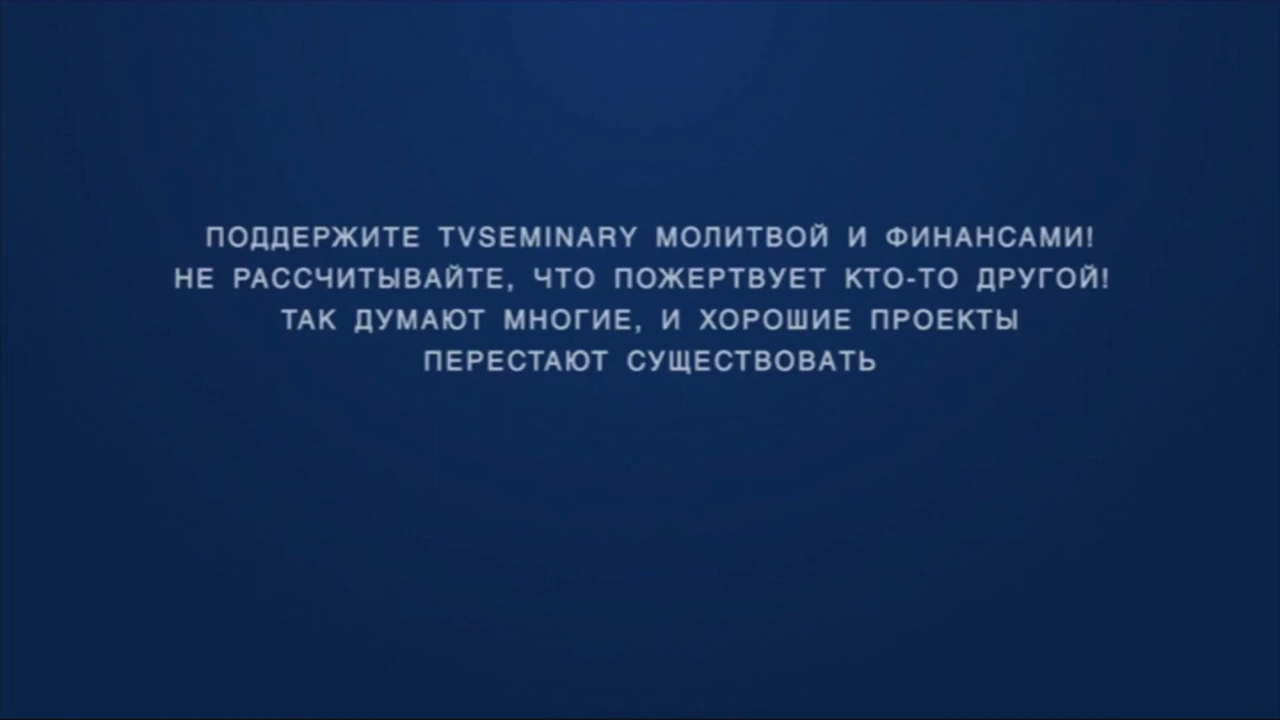 ПОДДЕРЖИТЕ TVSEMINARY МОЛИТВОЙ И ФИНАНСАМИ!
НЕ РАССЧИТЫВАЙТЕ, ЧТО ПОЖЕРТВУЕТ КТО-ТО ДРУГОЙ!
ТАК ДУМАЮТ МНОГИЕ, И ХОРОШИЕ ПРОЕКТЫ
ПЕРЕСТАЮТ СУЩЕСТВОВАТЬ